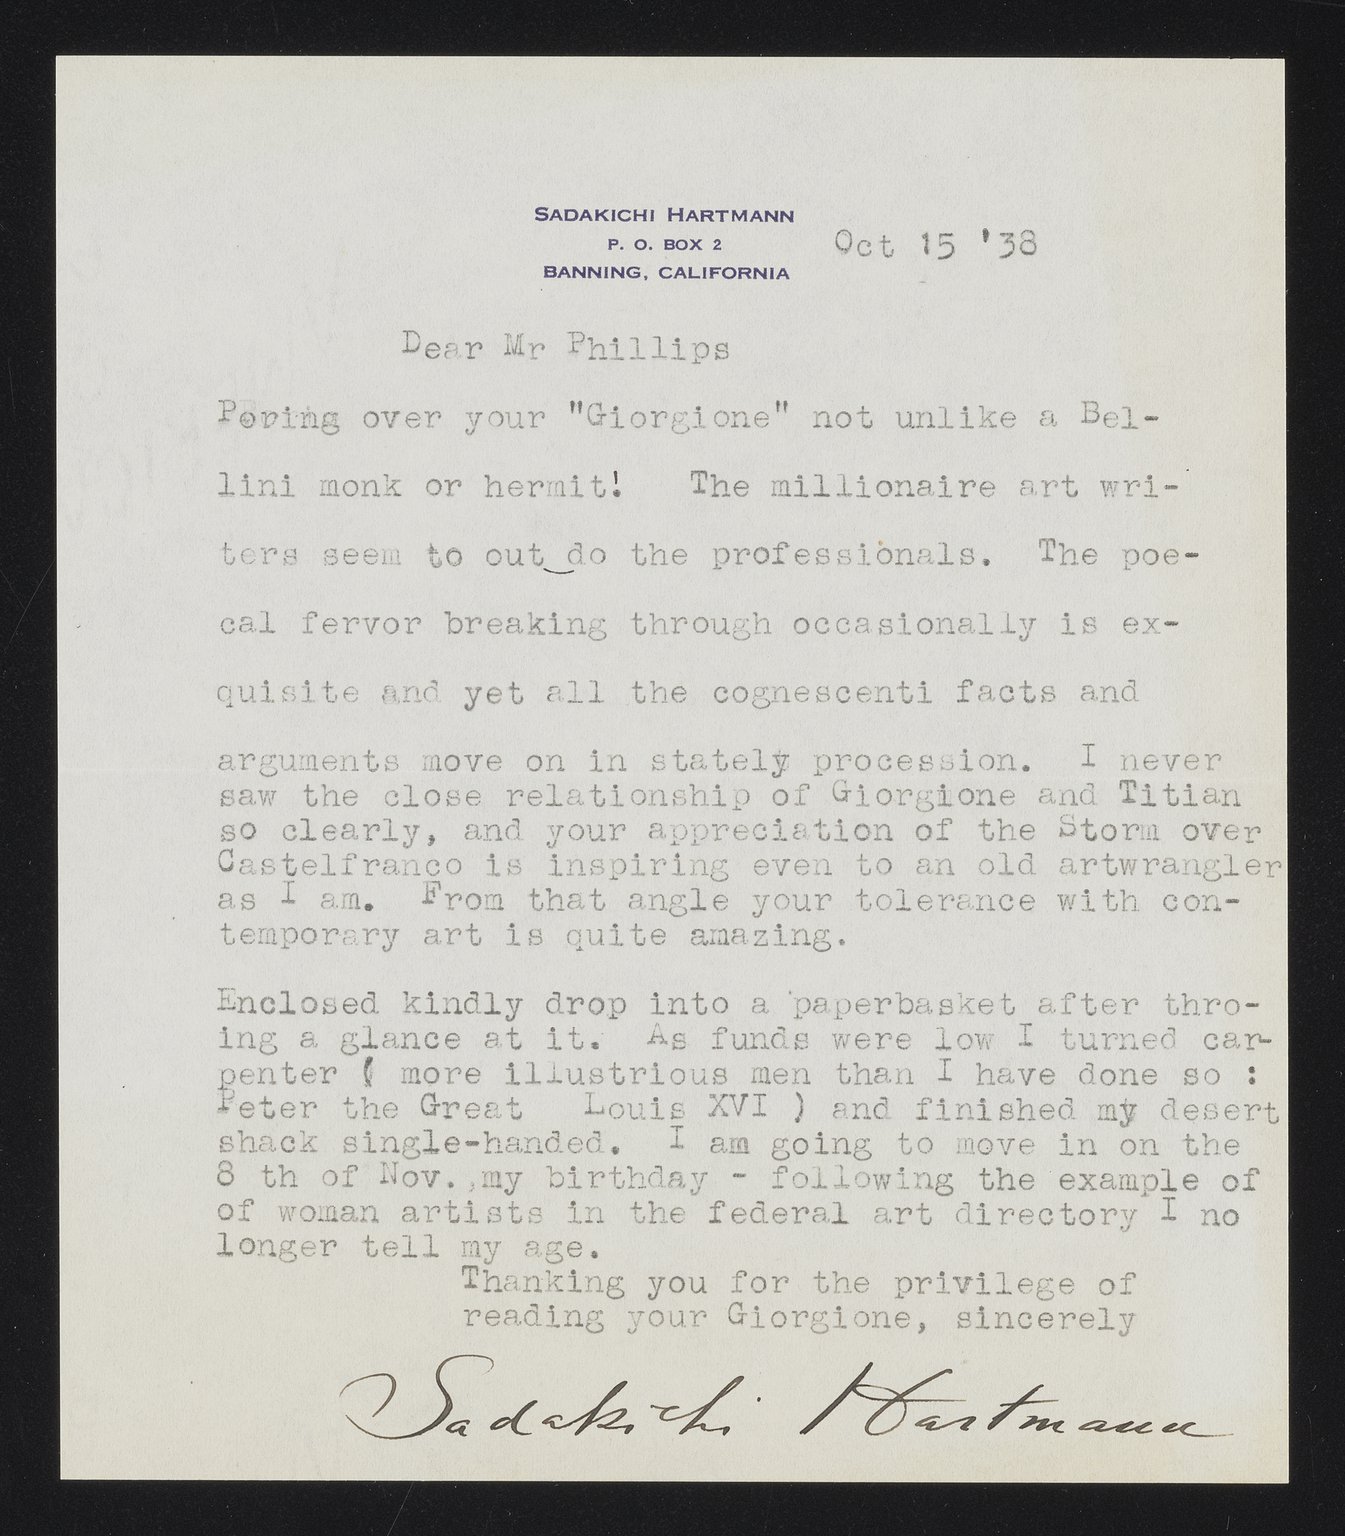 SADAKICHI HARTMANN
P. O. BOX 2
BANNING, CALIFORNIA
Oct 15 '38
Dear Mr Phillips
Poring over your "Giorgione" not unlike a Bel-
lini monk or hermit! The millionaire art wri-
ters seem to out do the professionals. The poe-
cal fervor breaking through occasionally is ex-
quisite and yet all the cognescenti facts and
arguments move on in stately procession. I never
saw the close relationship of Giorgione and Titian
so clearly, and your appreciation of the Storm over
Castelfranco is inspiring even to an old artwrangler
as I am. From that angle your tolerance with con-
temporary art is quite amazing.
Enclosed kindly drop into a paperbasket after thro-
ing a glance at it. As funds were low I turned car-
penter ( more illustrious men than I have done so :
Peter the Great Louis XVI ) and finished my desert
shack single-handed. I am going to move in on the
8 th of Nov.,my birthday - following the example of
of woman artists in the federal art directory I no
longer tell my age.
Thanking you for the privilege of
reading your Giorgione, sincerely
Sadakichi Hartmann